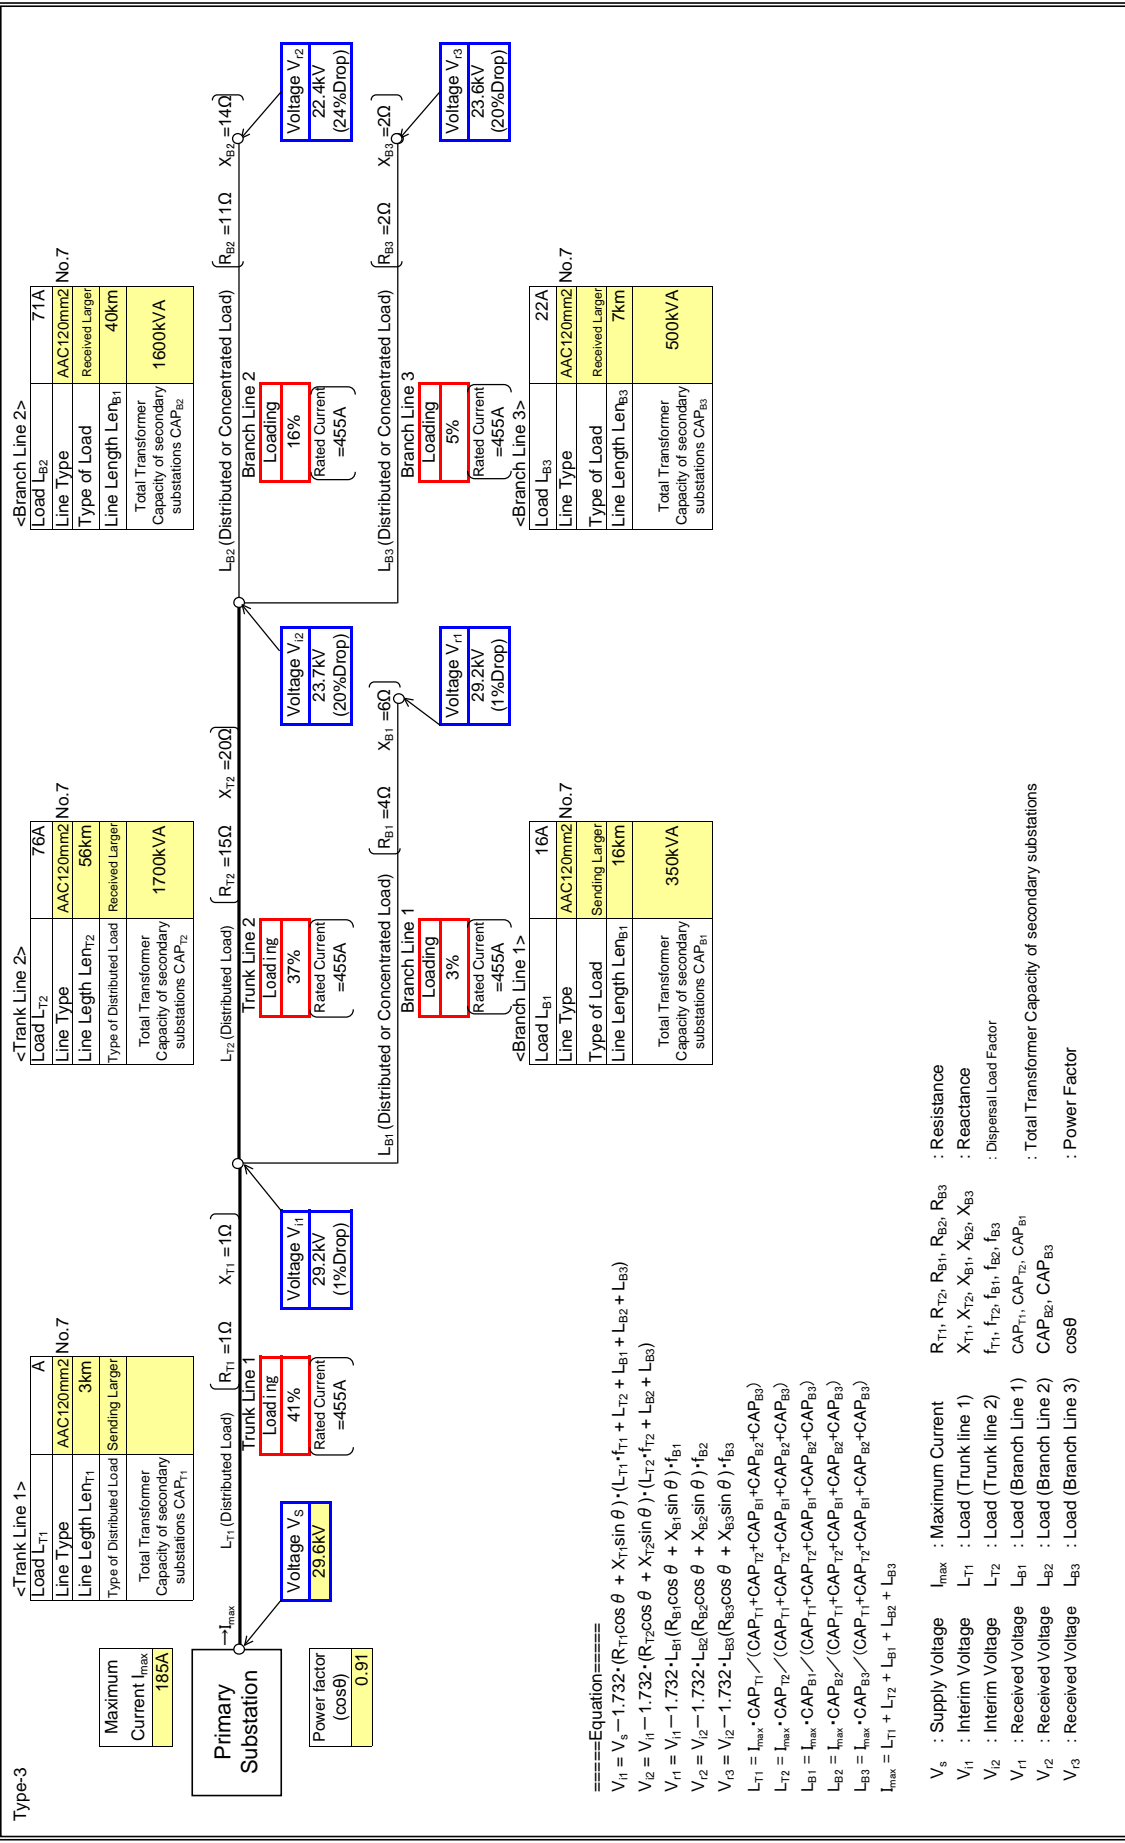 Type-3
Maximum
Current Imax
185A
Primary
Substation
Power factor
(cosθ)
0.91
→Imax
Voltage VS
29.6kV
<Trank Line 1>
Load LT1 A
Line Type AAC120mm2 No.7
Line Legth LenT1 3km
Type of Distributed Load Sending Larger
Total Transformer
Capacity of secondary
substations CAPT1
LT1 (Distributed Load)
RT1 =1Ω XT1 =1Ω
Trunk Line 1
Loading
41%
Rated Current
=455A
Voltage Vi1
29.2kV
(1%Drop)
<Trank Line 2>
Load LT2 76A
Line Type AAC120mm2 No.7
Line Legth LenT2 56km
Type of Distributed Load Received Larger
Total Transformer
Capacity of secondary
substations CAPT2
1700kVA
LT2 (Distributed Load)
RT2 =15Ω XT2 =20Ω
Trunk Line 2
Loading
37%
Rated Current
=455A
Voltage Vi2
23.7kV
(20%Drop)
LB1 (Distributed or Concentrated Load)
RB1 =4Ω XB1 =6Ω
Branch Line 1
Loading
3%
Rated Current
=455A
Voltage Vr1
29.2kV
(1%Drop)
<Branch Line 1>
Load LB1 16A
Line Type AAC120mm2 No.7
Type of Load Sending Larger
Line Length LenB1 16km
Total Transformer
Capacity of secondary
substations CAPB1
350kVA
<Branch Line 2>
Load LB2 71A
Line Type AAC120mm2 No.7
Type of Load Received Larger
Line Length LenB1 40km
Total Transformer
Capacity of secondary
substations CAPB2
1600kVA
LB2 (Distributed or Concentrated Load)
RB2 =11Ω XB2 =14Ω
Branch Line 2
Loading
16%
Rated Current
=455A
Voltage Vr2
22.4kV
(24%Drop)
LB3 (Distributed or Concentrated Load)
RB3 =2Ω XB3 =2Ω
Branch Line 3
Loading
5%
Rated Current
=455A
Voltage Vr3
23.6kV
(20%Drop)
<Branch Line 3>
Load LB3 22A
Line Type AAC120mm2 No.7
Type of Load Received Larger
Line Length LenB3 7km
Total Transformer
Capacity of secondary
substations CAPB3
500kVA
=====Equation=====
Vi1 = Vs－1.732・(RT1cos θ + XT1sin θ)・(LT1・fT1 + LT2 + LB1 + LB2 + LB3)
Vi2 = Vi1－1.732・(RT2cos θ + XT2sin θ)・(LT2・fT2 + LB2 + LB3)
Vr1 = Vi1－1.732・LB1(RB1cos θ + XB1sin θ)・fB1
Vr2 = Vi2－1.732・LB2(RB2cos θ + XB2sin θ)・fB2
Vr3 = Vi2－1.732・LB3(RB3cos θ + XB3sin θ)・fB3
LT1 = Imax・CAPT1／(CAPT1+CAPT2+CAPB1+CAPB2+CAPB3)
LT2 = Imax・CAPT2／(CAPT1+CAPT2+CAPB1+CAPB2+CAPB3)
LB1 = Imax・CAPB1／(CAPT1+CAPT2+CAPB1+CAPB2+CAPB3)
LB2 = Imax・CAPB2／(CAPT1+CAPT2+CAPB1+CAPB2+CAPB3)
LB3 = Imax・CAPB3／(CAPT1+CAPT2+CAPB1+CAPB2+CAPB3)
Imax = LT1 + LT2 + LB1 + LB2 + LB3
Vs : Supply Voltage Imax : Maximum Current RT1, RT2, RB1, RB2, RB3 : Resistance
Vi1 : Interim Voltage LT1 : Load (Trunk line 1) XT1, XT2, XB1, XB2, XB3 : Reactance
Vi2 : Interim Voltage LT2 : Load (Trunk line 2) fT1, fT2, fB1, fB2, fB3 : Dispersal Load Factor
Vr1 : Received Voltage LB1 : Load (Branch Line 1) CAPT1, CAPT2, CAPB1 : Total Transformer Capacity of secondary substations
Vr2 : Received Voltage LB2 : Load (Branch Line 2) CAPB2, CAPB3
Vr3 : Received Voltage LB3 : Load (Branch Line 3) cosθ : Power Factor